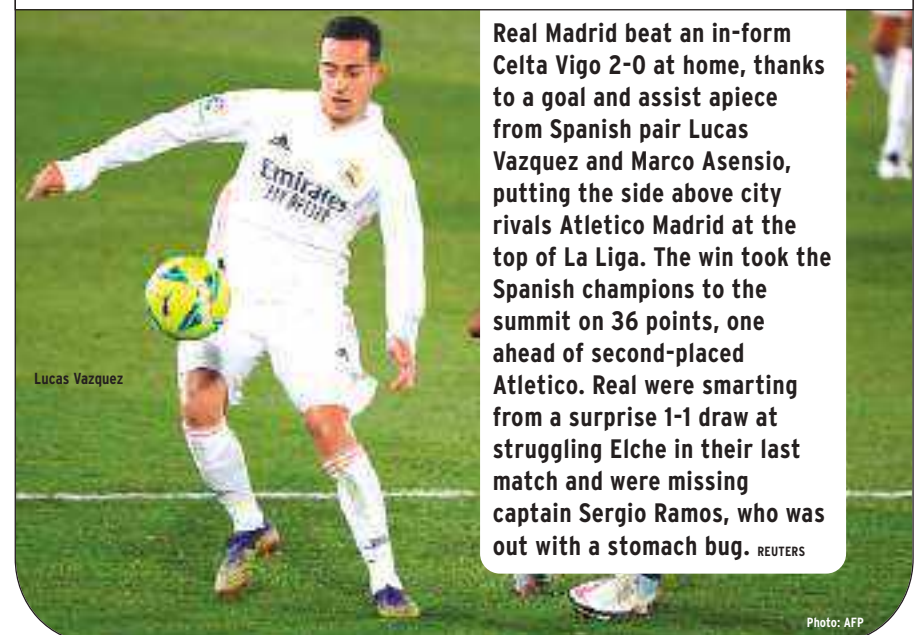 Real Madrid beat an in-form
Celta Vigo 2-0 at home, thanks
to a goal and assist apiece
from Spanish pair Lucas
Vazquez and Marco Asensio,
putting the side above city
rivals Atletico Madrid at the
top of La Liga. The win took the
Spanish champions to the
summit on 36 points, one
ahead of second-placed
Atletico. Real were smarting
from a surprise 1-1 draw at
struggling Elche in their last
match and were missing
captain Sergio Ramos, who was
out with a stomach bug. REUTERS
Emirates
Lucas Vazquez
Photo: AFP